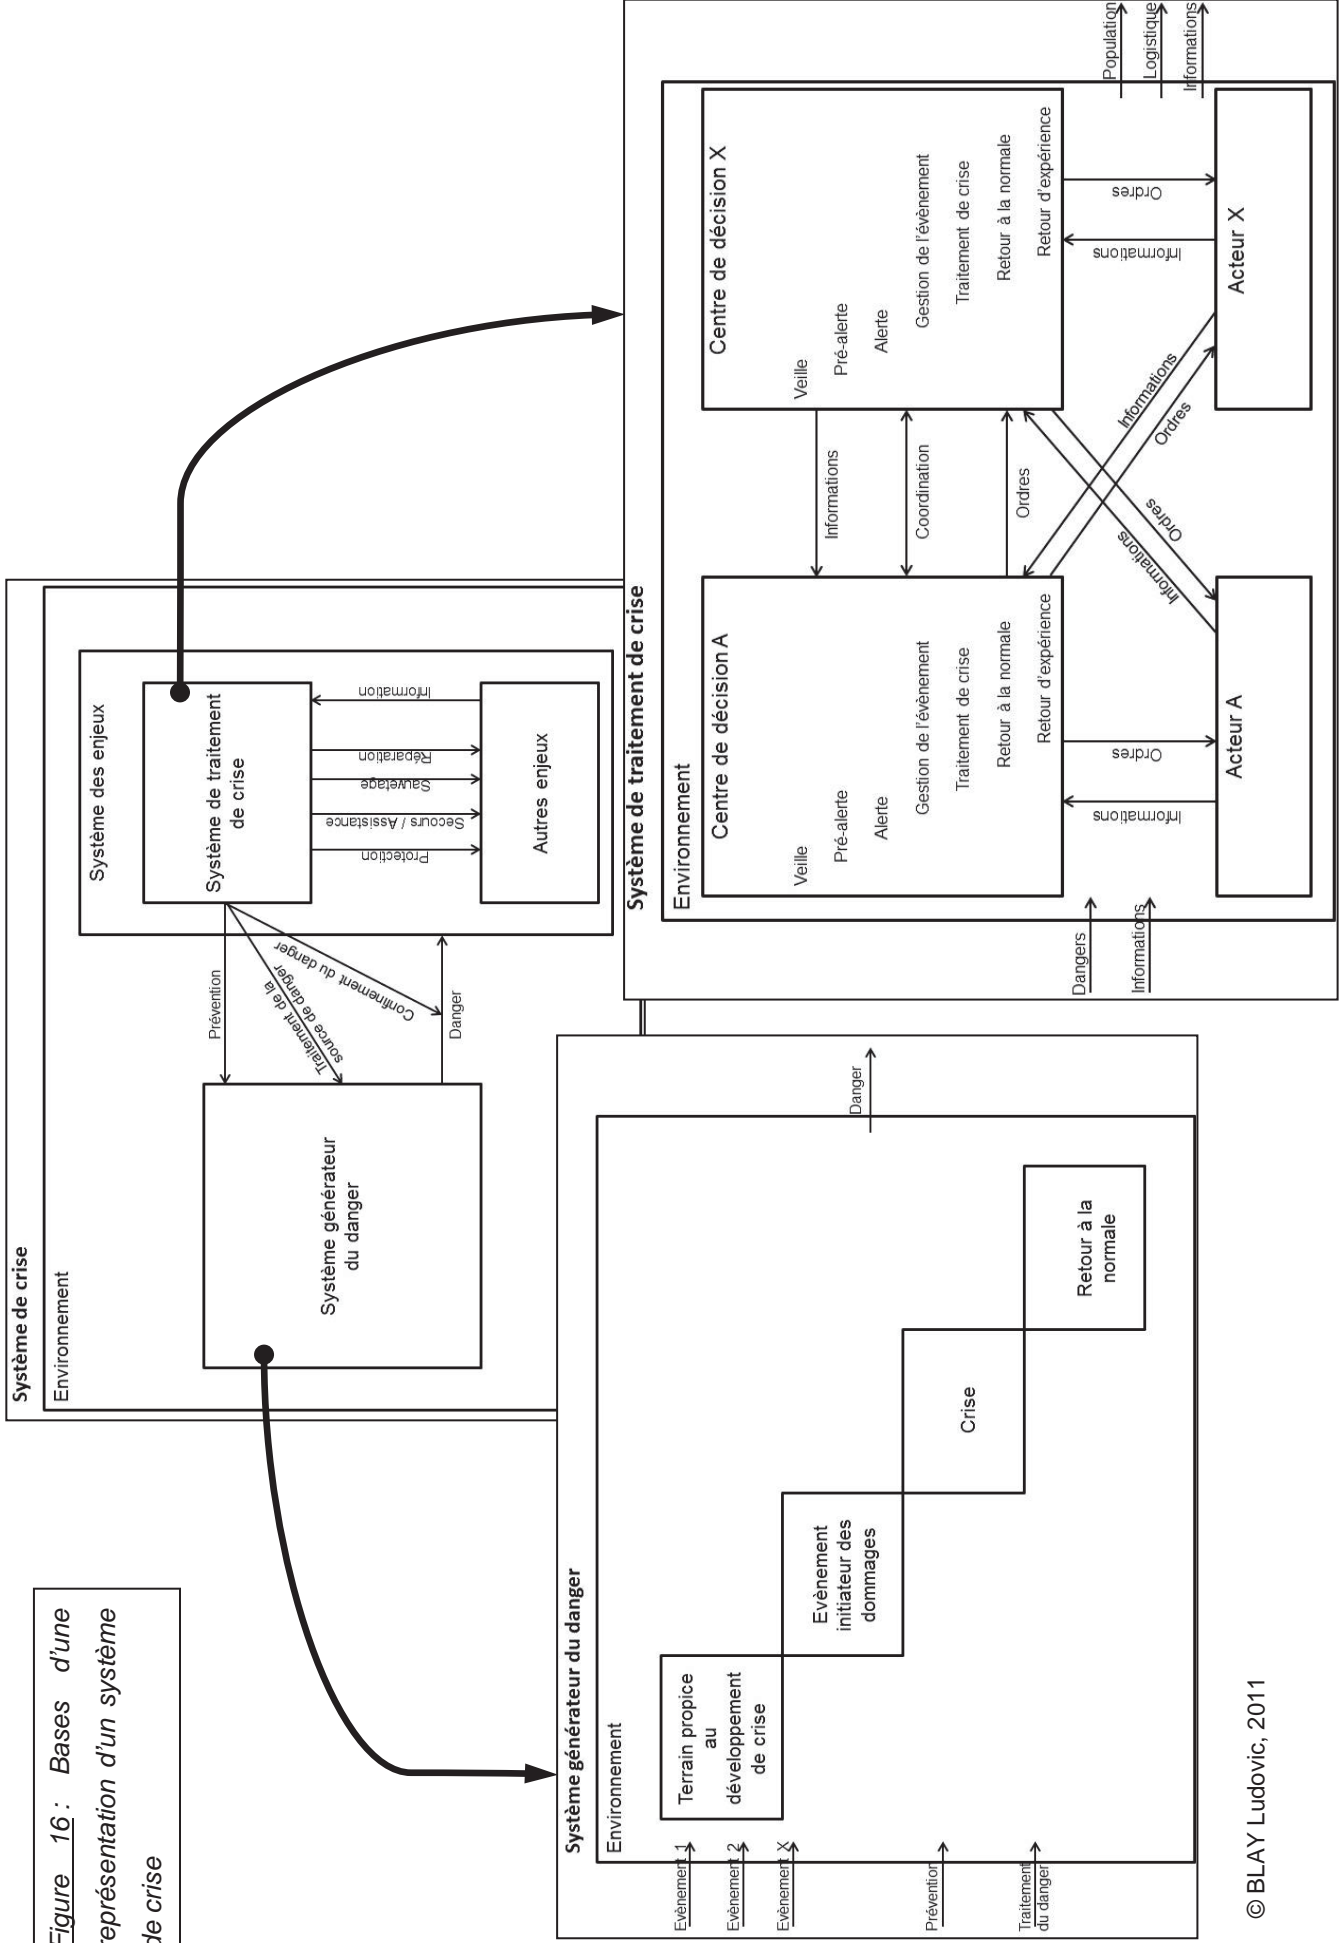 Figure 16 : Bases d'une
représentation d'un système
de crise
Système de crise
Environnement
Système générateur
du danger
Prévention
Traitement de la
source de danger
Confinement du danger
Danger
Système des enjeux
Système de traitement
de crise
Protection
Secours / Assistance
Sauvetage
Réparation
Information
Autres enjeux
Système générateur du danger
Environnement
Evènement 1
Evènement 2
Evènement X
Prévention
Traitement
du danger
Terrain propice
au
développement
de crise
Evènement
initiateur des
dommages
Crise
Retour à la
normale
Danger
Système de traitement de crise
Environnement
Dangers
Informations
Centre de décision A
Veille
Pré-alerte
Alerte
Gestion de l'évènement
Traitement de crise
Retour à la normale
Retour d'expérience
Informations
Ordres
Acteur A
Informations
Coordination
Ordres
Informations
Ordres
Informations
Ordres
Centre de décision X
Veille
Pré-alerte
Alerte
Gestion de l'évènement
Traitement de crise
Retour à la normale
Retour d'expérience
Informations
Ordres
Acteur X
Population
Logistique
Informations
© BLAY Ludovic, 2011